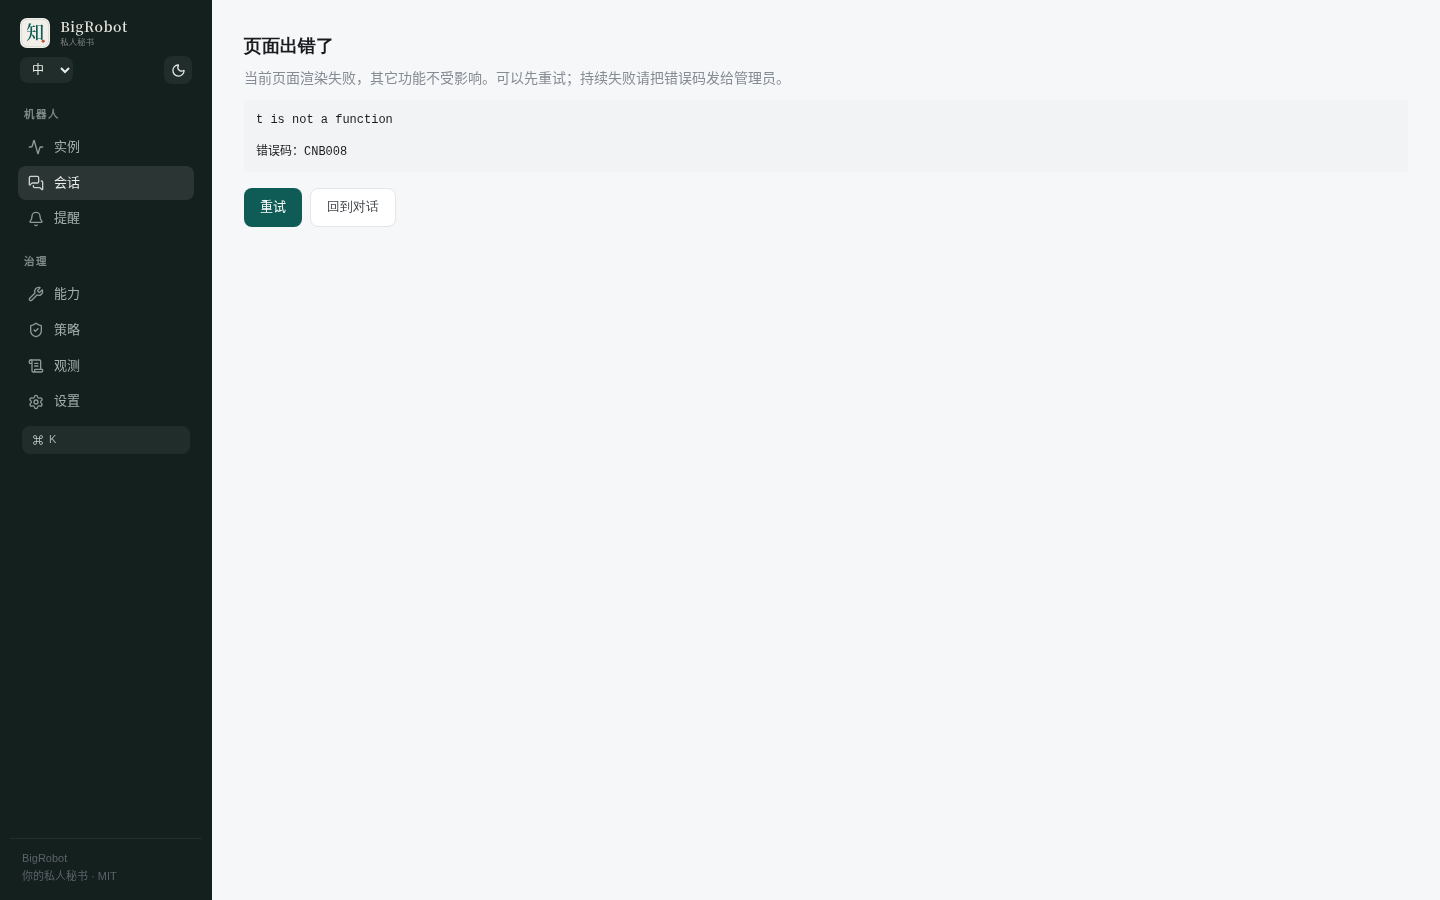 知
BigRobot
私人秘书
中
机器人
实例
会话
提醒
治理
能力
策略
观测
设置
⌘ K
BigRobot
你的私人秘书 · MIT
页面出错了
当前页面渲染失败，其它功能不受影响。可以先重试；持续失败请把错误码发给管理员。
t is not a function
错误码: CNB008
重试
回到对话